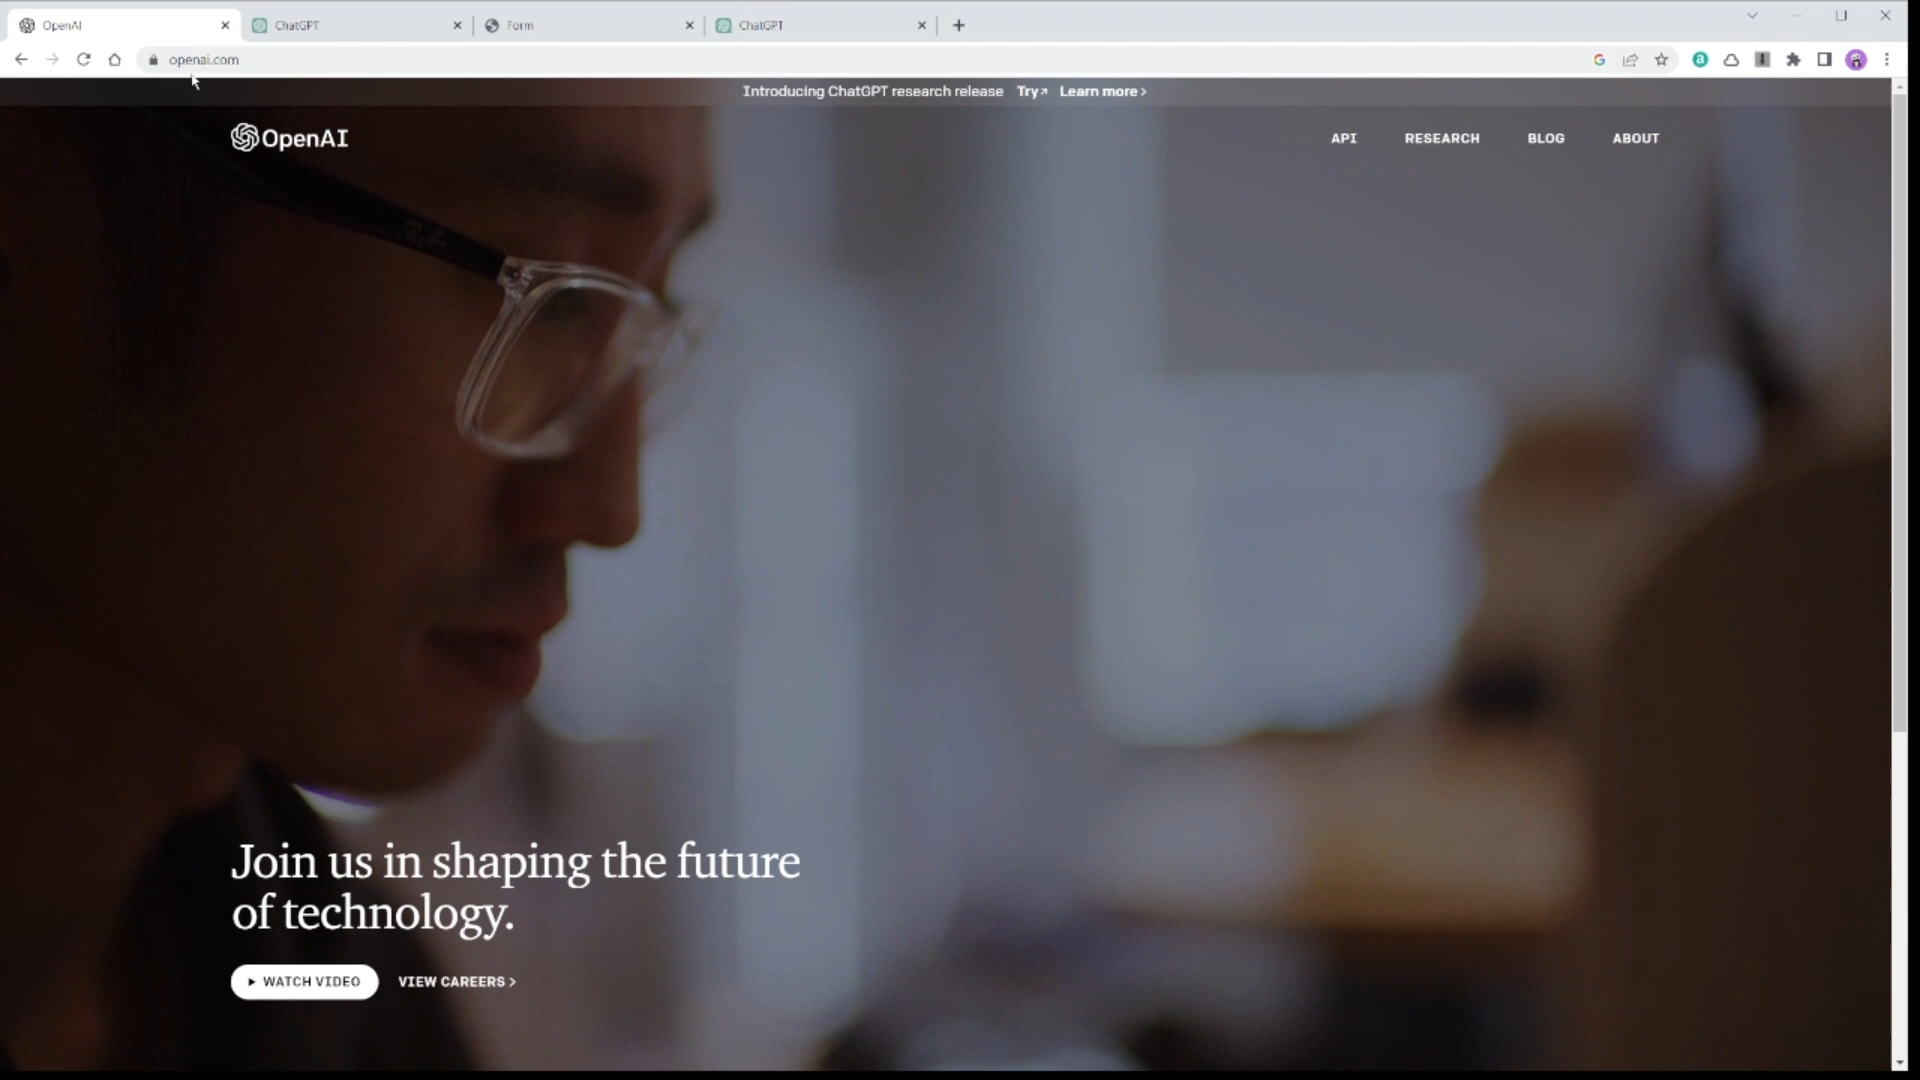 OpenAI
ChatGPT
Form
ChatGPT
openai.com
Introducing ChatGPT research release Try Learn more
OpenAI
API RESEARCH BLOG ABOUT
Join us in shaping the future
of technology.
WATCH VIDEO VIEW CAREERS